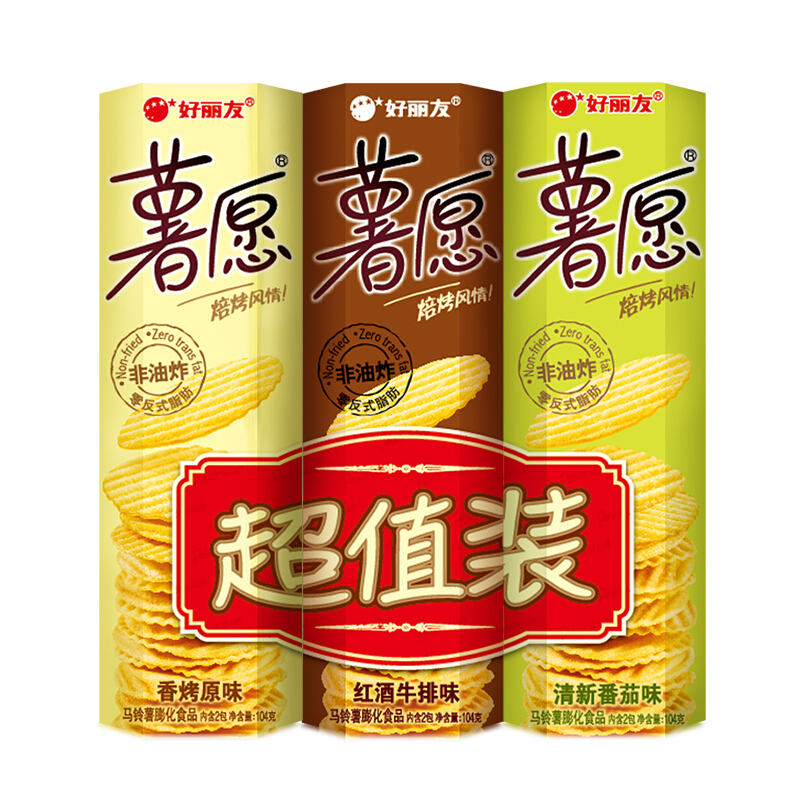 好丽友®
薯愿®
焙烤风情!
•Non-fried •Zero trans fat
非油炸
零反式脂肪
香烤原味
马铃薯膨化食品 内含2包 净含量:104克
好丽友®
薯愿®
焙烤风情!
•Non-fried •Zero trans fat
非油炸
零反式脂肪
红酒牛排味
马铃薯膨化食品 内含2包 净含量:104克
好丽友®
薯愿®
焙烤风情!
•Non-fried •Zero trans fat
非油炸
零反式脂肪
清新番茄味
马铃薯膨化食品 内含2包 净含量:104克
超值装